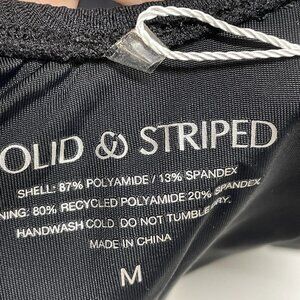 OLID & STRIPED
SHELL: 87% POLYAMIDE / 13% SPANDEX
NING: 80% RECYCLED POLYAMIDE 20% SPANDEX
HANDWASH COLD. DO NOT TUMBLE DRY.
MADE IN CHINA
M